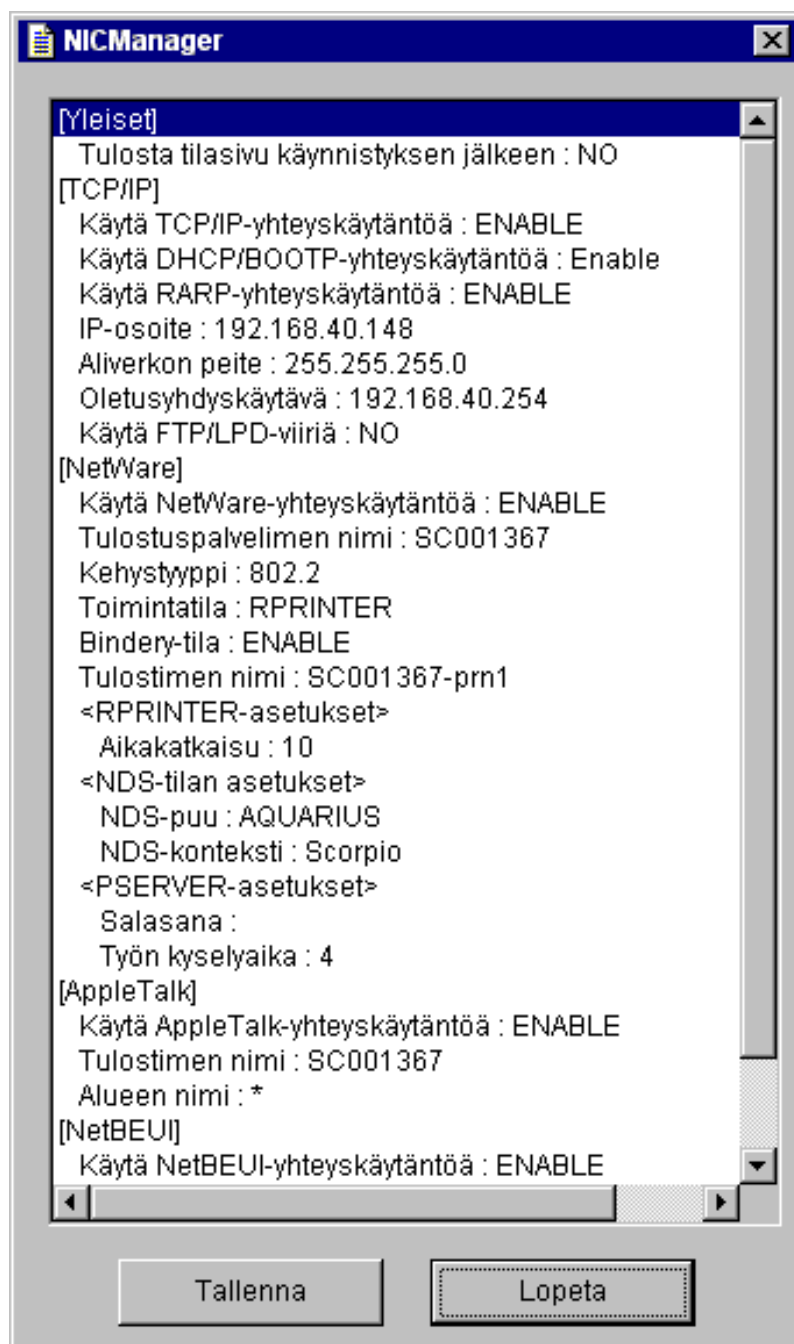 NICManager
[Yleiset]
Tulosta tilasivu käynnistyksen jälkeen : NO
[TCP/IP]
Käytä TCP/IP-yhteyskäytäntöä : ENABLE
Käytä DHCP/BOOTP-yhteyskäytäntöä : Enable
Käytä RARP-yhteyskäytäntöä : ENABLE
IP-osoite : 192.168.40.148
Aliverkon peite : 255.255.255.0
Oletusyhdyskäytävä : 192.168.40.254
Käytä FTP/LPD-viiriä : NO
[NetWare]
Käytä NetWare-yhteyskäytäntöä : ENABLE
Tulostuspalvelimen nimi : SC001367
Kehystyyppi : 802.2
Toimintatila : RPRINTER
Bindery-tila : ENABLE
Tulostimen nimi : SC001367-prn1
<RPRINTER-asetukset>
Aikakatkaisu : 10
<NDS-tilan asetukset>
NDS-puu : AQUARIUS
NDS-konteksti : Scorpio
<PSERVER-asetukset>
Salasana :
Työn kyselyaika : 4
[AppleTalk]
Käytä AppleTalk-yhteyskäytäntöä : ENABLE
Tulostimen nimi : SC001367
Alueen nimi : *
[NetBEUI]
Käytä NetBEUI-yhteyskäytäntöä : ENABLE
Tallenna
Lopeta